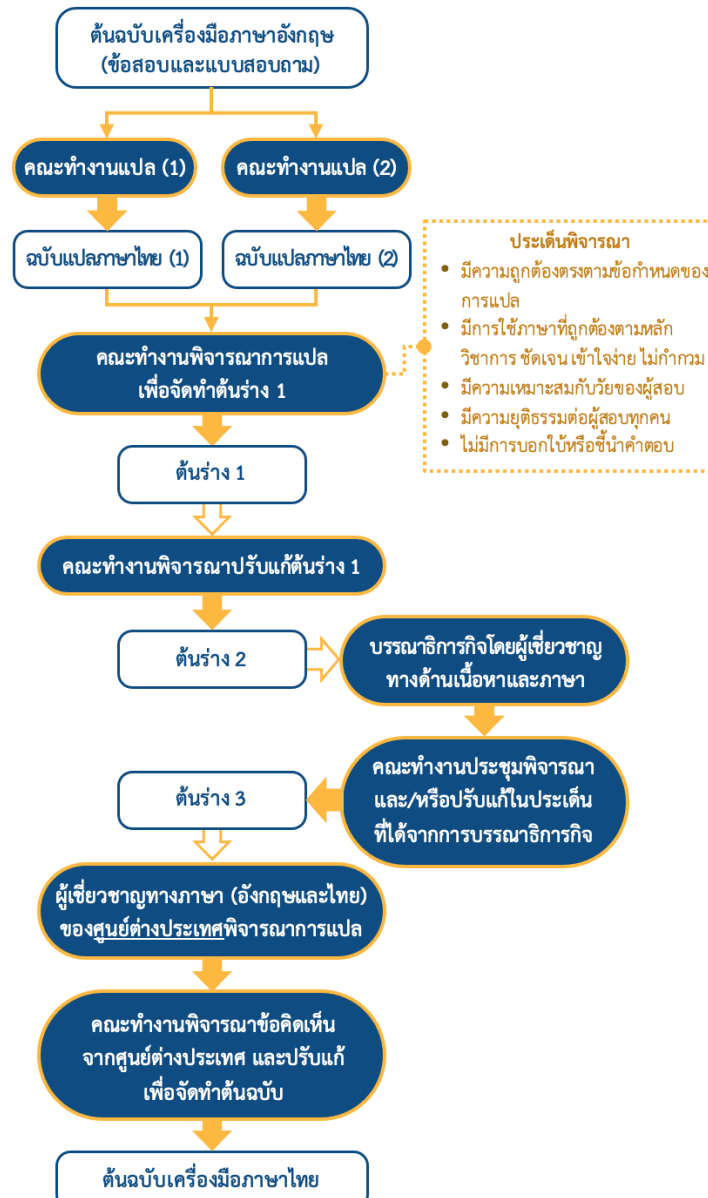 ต้นฉบับเครื่องมือภาษาอังกฤษ
(ข้อสอบและแบบสอบถาม)
คณะทำงานแปล (1)
คณะทำงานแปล (2)
ฉบับแปลภาษาไทย (1)
ฉบับแปลภาษาไทย (2)
คณะทำงานพิจารณาการแปล
เพื่อจัดทำต้นร่าง 1
ประเด็นพิจารณา
• มีความถูกต้องตรงตามข้อกำหนดของ
การแปล
• มีการใช้ภาษาที่ถูกต้องตามหลัก
วิชาการ ชัดเจน เข้าใจง่าย ไม่กำกวม
• มีความเหมาะสมกับวัยของผู้สอบ
• มีความยุติธรรมต่อผู้สอบทุกคน
• ไม่มีการบอกใบ้หรือชี้นำคำตอบ
ต้นร่าง 1
คณะทำงานพิจารณาปรับแก้ต้นร่าง 1
ต้นร่าง 2
บรรณาธิการกิจโดยผู้เชี่ยวชาญ
ทางด้านเนื้อหาและภาษา
คณะทำงานประชุมพิจารณา
และ/หรือปรับแก้ในประเด็น
ที่ได้จากการบรรณาธิการกิจ
ต้นร่าง 3
ผู้เชี่ยวชาญทางภาษา (อังกฤษและไทย)
ของศูนย์ต่างประเทศพิจารณาการแปล
คณะทำงานพิจารณาข้อคิดเห็น
จากศูนย์ต่างประเทศ และปรับแก้
เพื่อจัดทำต้นฉบับ
ต้นฉบับเครื่องมือภาษาไทย